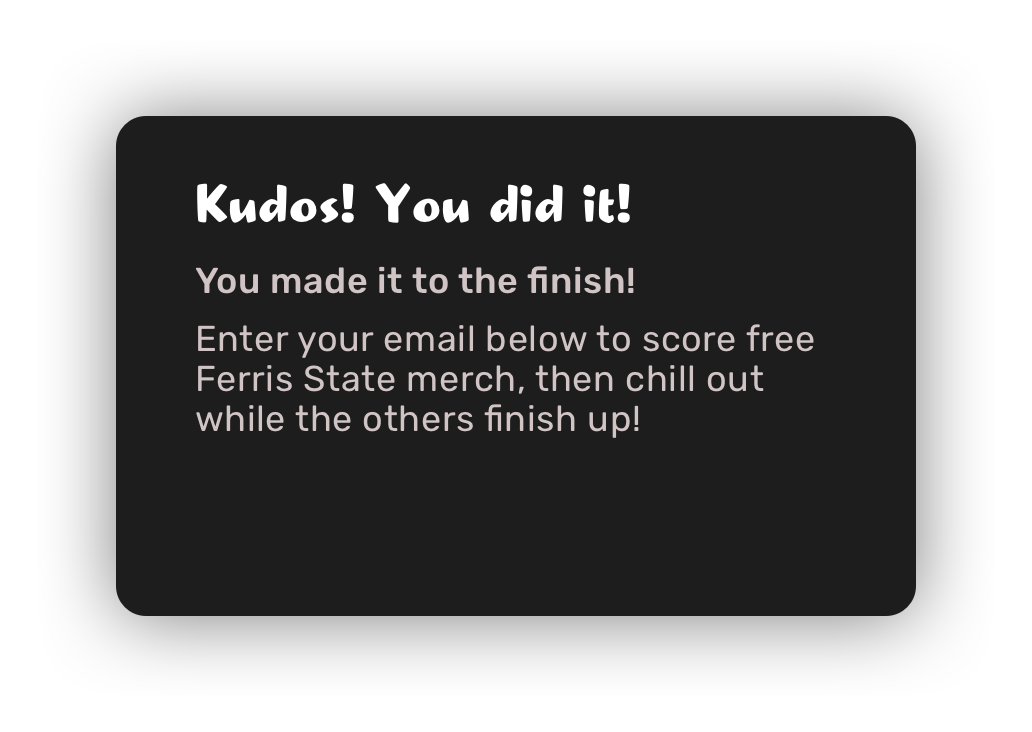 Kudos! You did it!
You made it to the finish!
Enter your email below to score free
Ferris State merch, then chill out
while the others finish up!